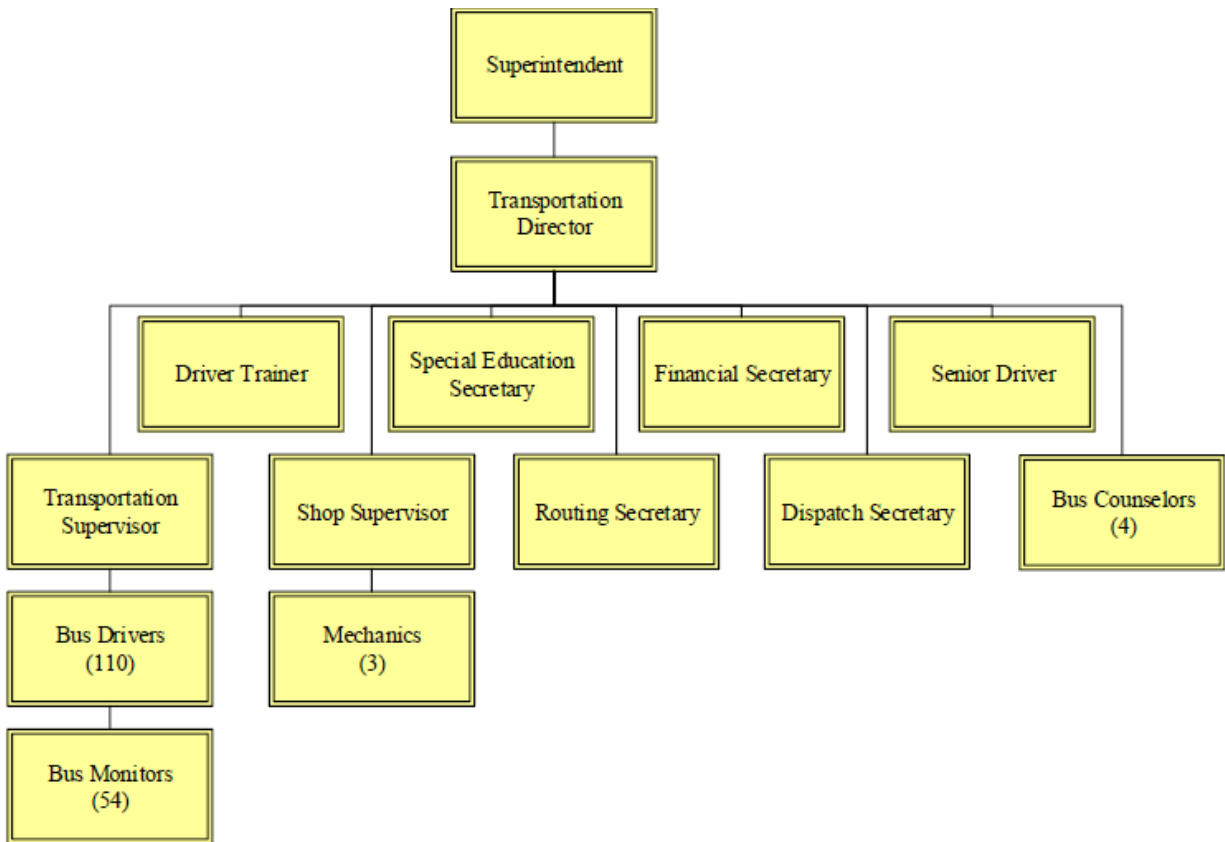 Superintendent
Transportation
Director
Driver Trainer
Special Education
Secretary
Financial Secretary
Senior Driver
Transportation
Supervisor
Shop Supervisor
Routing Secretary
Dispatch Secretary
Bus Counselors
(4)
Bus Drivers
(110)
Mechanics
(3)
Bus Monitors
(54)